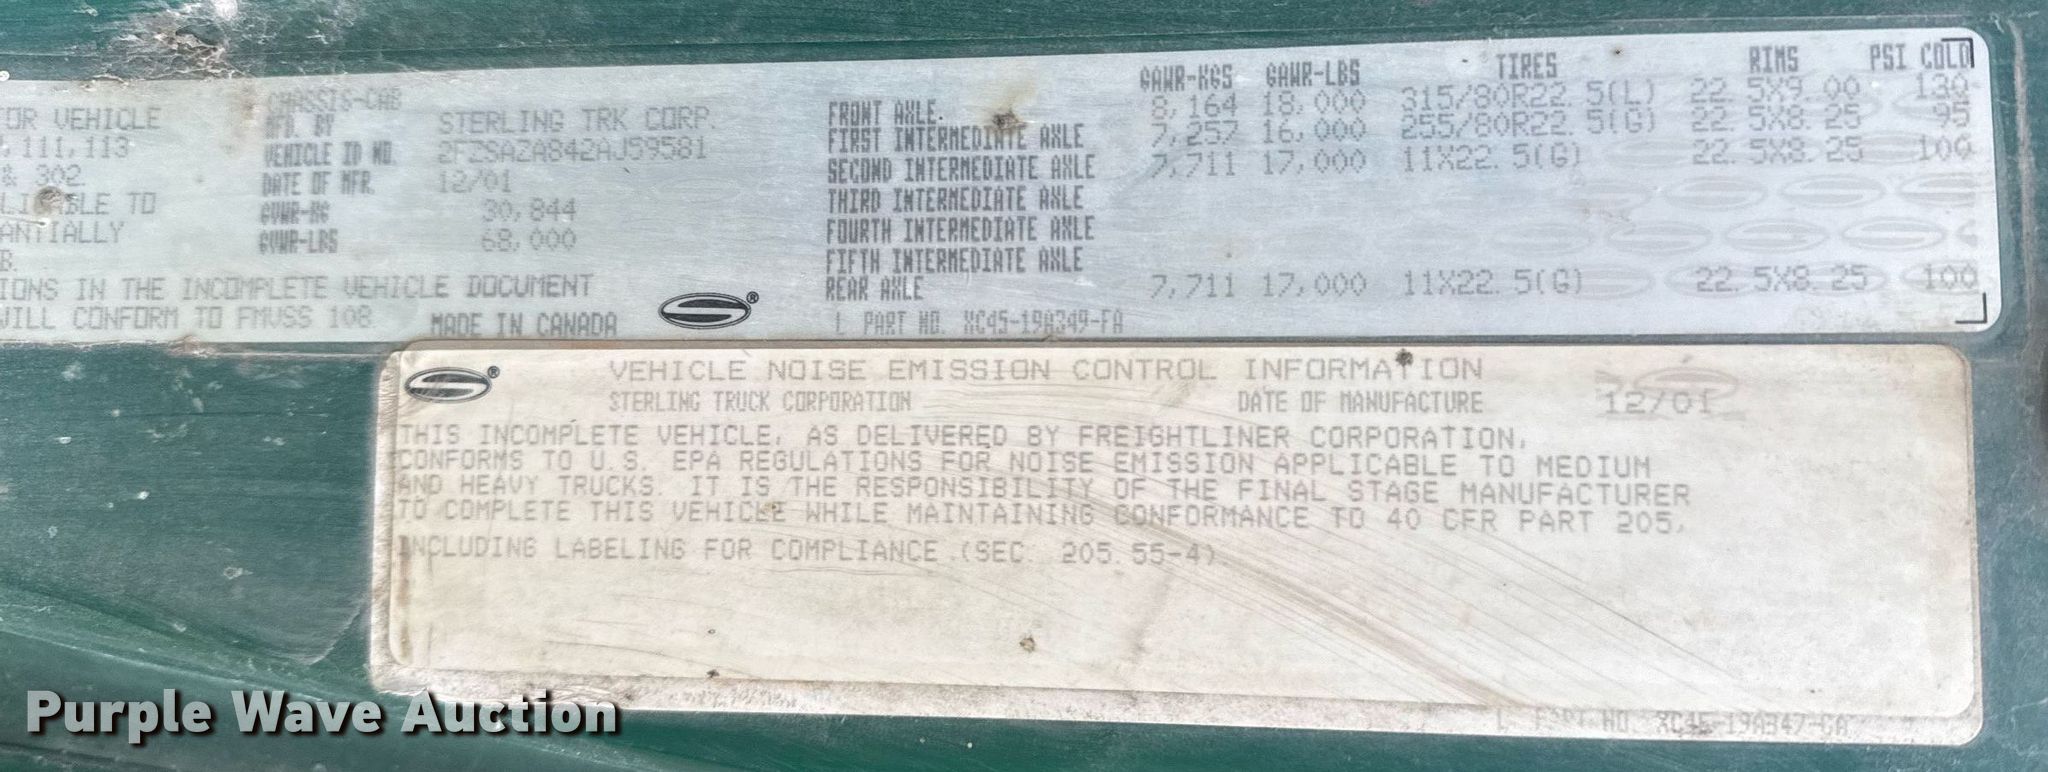 CHASSIS-CAB
OR VEHICLE MFD. BY STERLING TRK CORP.
, 111, 113 VEHICLE ID NO. 2FZSAZA842AJ59581
& 302 DATE OF MFR. 12/01
LICABLE TO GVWR-KG 30,844
ANTIALLY GVWR-LBS 68,000
B.
IONS IN THE INCOMPLETE VEHICLE DOCUMENT
WILL CONFORM TO FMVSS 108 MADE IN CANADA
GAWR-KGS GAWR-LBS TIRES RIMS PSI COLD
FRONT AXLE 8,164 18,000 315/80R22.5(L) 22.5X9.00 130
FIRST INTERMEDIATE AXLE 7,257 16,000 255/80R22.5(G) 22.5X8.25 95
SECOND INTERMEDIATE AXLE 7,711 17,000 11X22.5(G) 22.5X8.25 100
THIRD INTERMEDIATE AXLE
FOURTH INTERMEDIATE AXLE
FIFTH INTERMEDIATE AXLE
REAR AXLE 7,711 17,000 11X22.5(G) 22.5X8.25 100
L PART NO. XC45-19A349-FA
VEHICLE NOISE EMISSION CONTROL INFORMATION
STERLING TRUCK CORPORATION DATE OF MANUFACTURE 12/01
THIS INCOMPLETE VEHICLE, AS DELIVERED BY FREIGHTLINER CORPORATION,
CONFORMS TO U.S. EPA REGULATIONS FOR NOISE EMISSION APPLICABLE TO MEDIUM
AND HEAVY TRUCKS. IT IS THE RESPONSIBILITY OF THE FINAL STAGE MANUFACTURER
TO COMPLETE THIS VEHICLE WHILE MAINTAINING CONFORMANCE TO 40 CFR PART 205,
INCLUDING LABELING FOR COMPLIANCE (SEC. 205.55-4)
L PART NO. XC45-19A347-CA
Purple Wave Auction